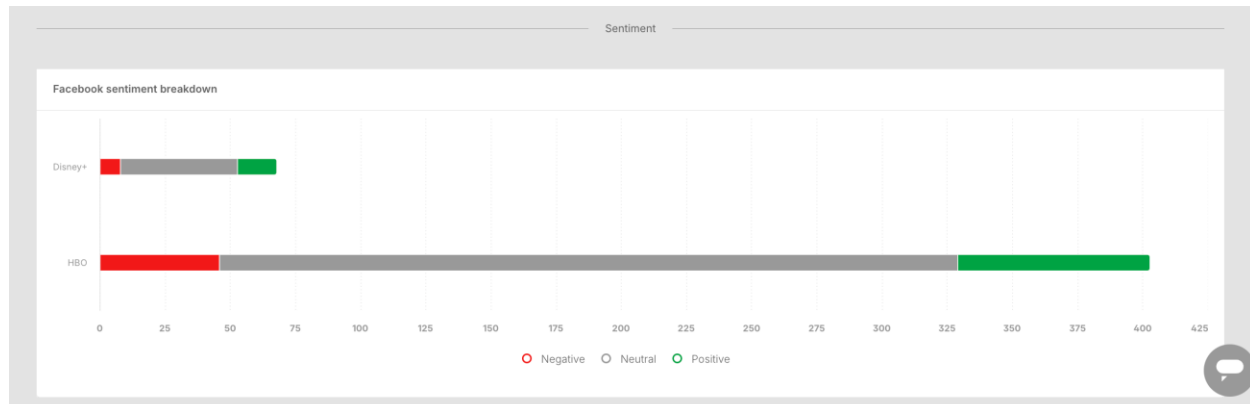 Sentiment
Facebook sentiment breakdown
Disney+
HBO
0 25 50 75 100 125 150 175 200 225 250 275 300 325 350 375 400 425
Negative Neutral Positive